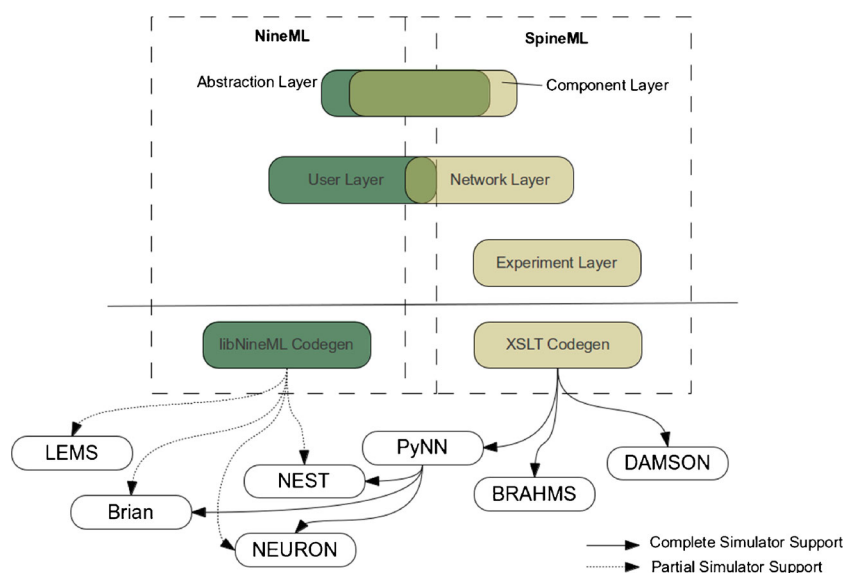 NineML
SpineML
Abstraction Layer
Component Layer
User Layer
Network Layer
Experiment Layer
libNineML Codegen
XSLT Codegen
LEMS
PyNN
DAMSON
NEST
BRAHMS
Brian
NEURON
Complete Simulator Support
Partial Simulator Support